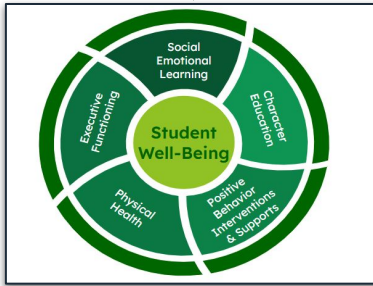 Social
Emotional
Learning
Character
Education
Positive
Behavior
Interventions
& Supports
Physical
Health
Executive
Functioning
Student
Well-Being